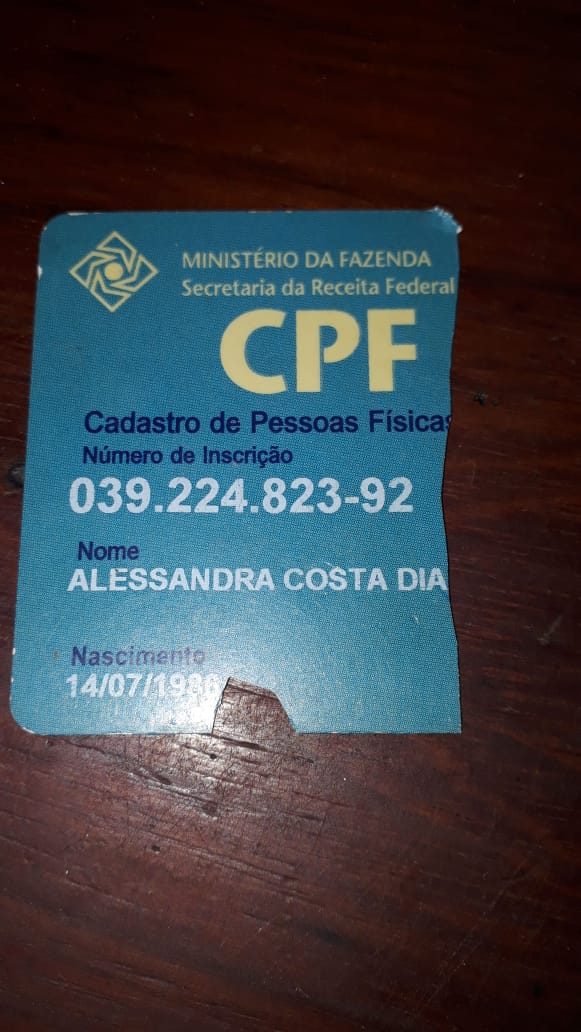 MINISTÉRIO DA FAZENDA
Secretaria da Receita Federal
CPF
Cadastro de Pessoas Físicas
Número de Inscrição
039.224.823-92
Nome
ALESSANDRA COSTA DIA
Nascimento
14/07/1986